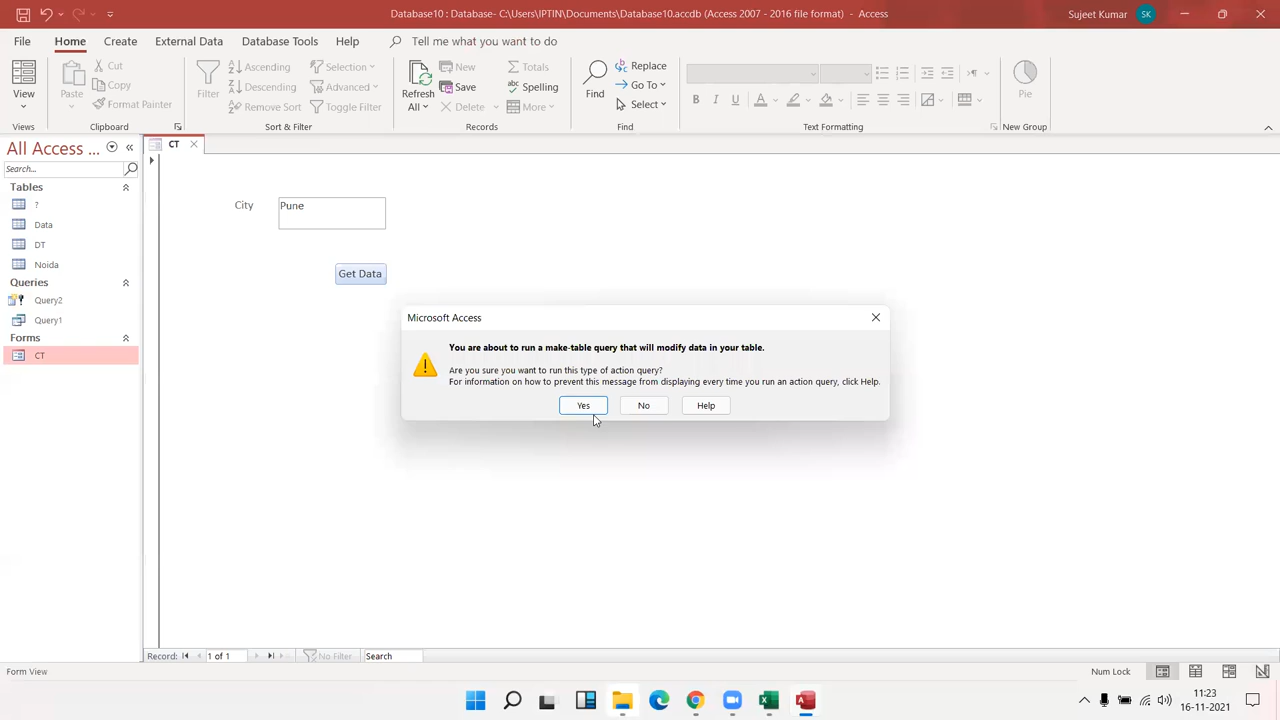 Database10 : Database- C:\Users\IPTIN\Documents\Database10.accdb (Access 2007 - 2016 file format) - Access
Sujeet Kumar
SK
File
Home
Create
External Data
Database Tools
Help
Tell me what you want to do
View
Views
Paste
Cut
Copy
Format Painter
Clipboard
Filter
Ascending
Descending
Remove Sort
Selection
Advanced
Toggle Filter
Sort & Filter
Refresh
All
New
Save
Delete
Totals
Spelling
More
Records
Find
Replace
Go To
Select
Find
B I U A
Text Formatting
Pie
New Group
All Access ...
Search...
Tables
?
Data
DT
Noida
Queries
Query2
Query1
Forms
CT
CT
City
Pune
Get Data
Microsoft Access
You are about to run a make-table query that will modify data in your table.
Are you sure you want to run this type of action query?
For information on how to prevent this message from displaying every time you run an action query, click Help.
Yes
No
Help
Record:
1 of 1
No Filter
Search
Form View
Num Lock
11:23
16-11-2021